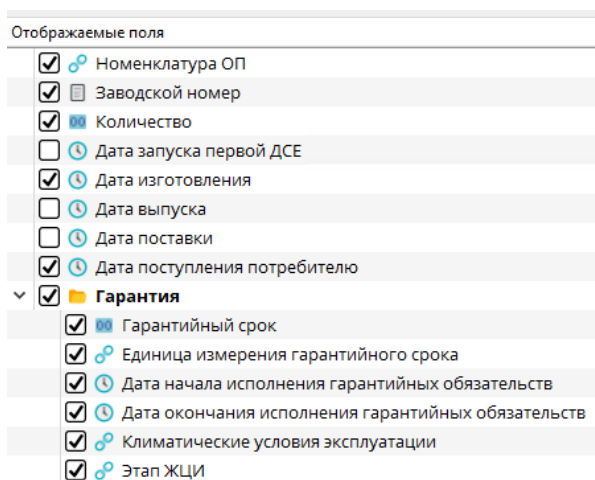 Отображаемые поля
Номенклатура ОП
Заводской номер
00 Количество
Дата запуска первой ДСЕ
Дата изготовления
Дата выпуска
Дата поставки
Дата поступления потребителю
Гарантия
00 Гарантийный срок
Единица измерения гарантийного срока
Дата начала исполнения гарантийных обязательств
Дата окончания исполнения гарантийных обязательств
Климатические условия эксплуатации
Этап ЖЦИ